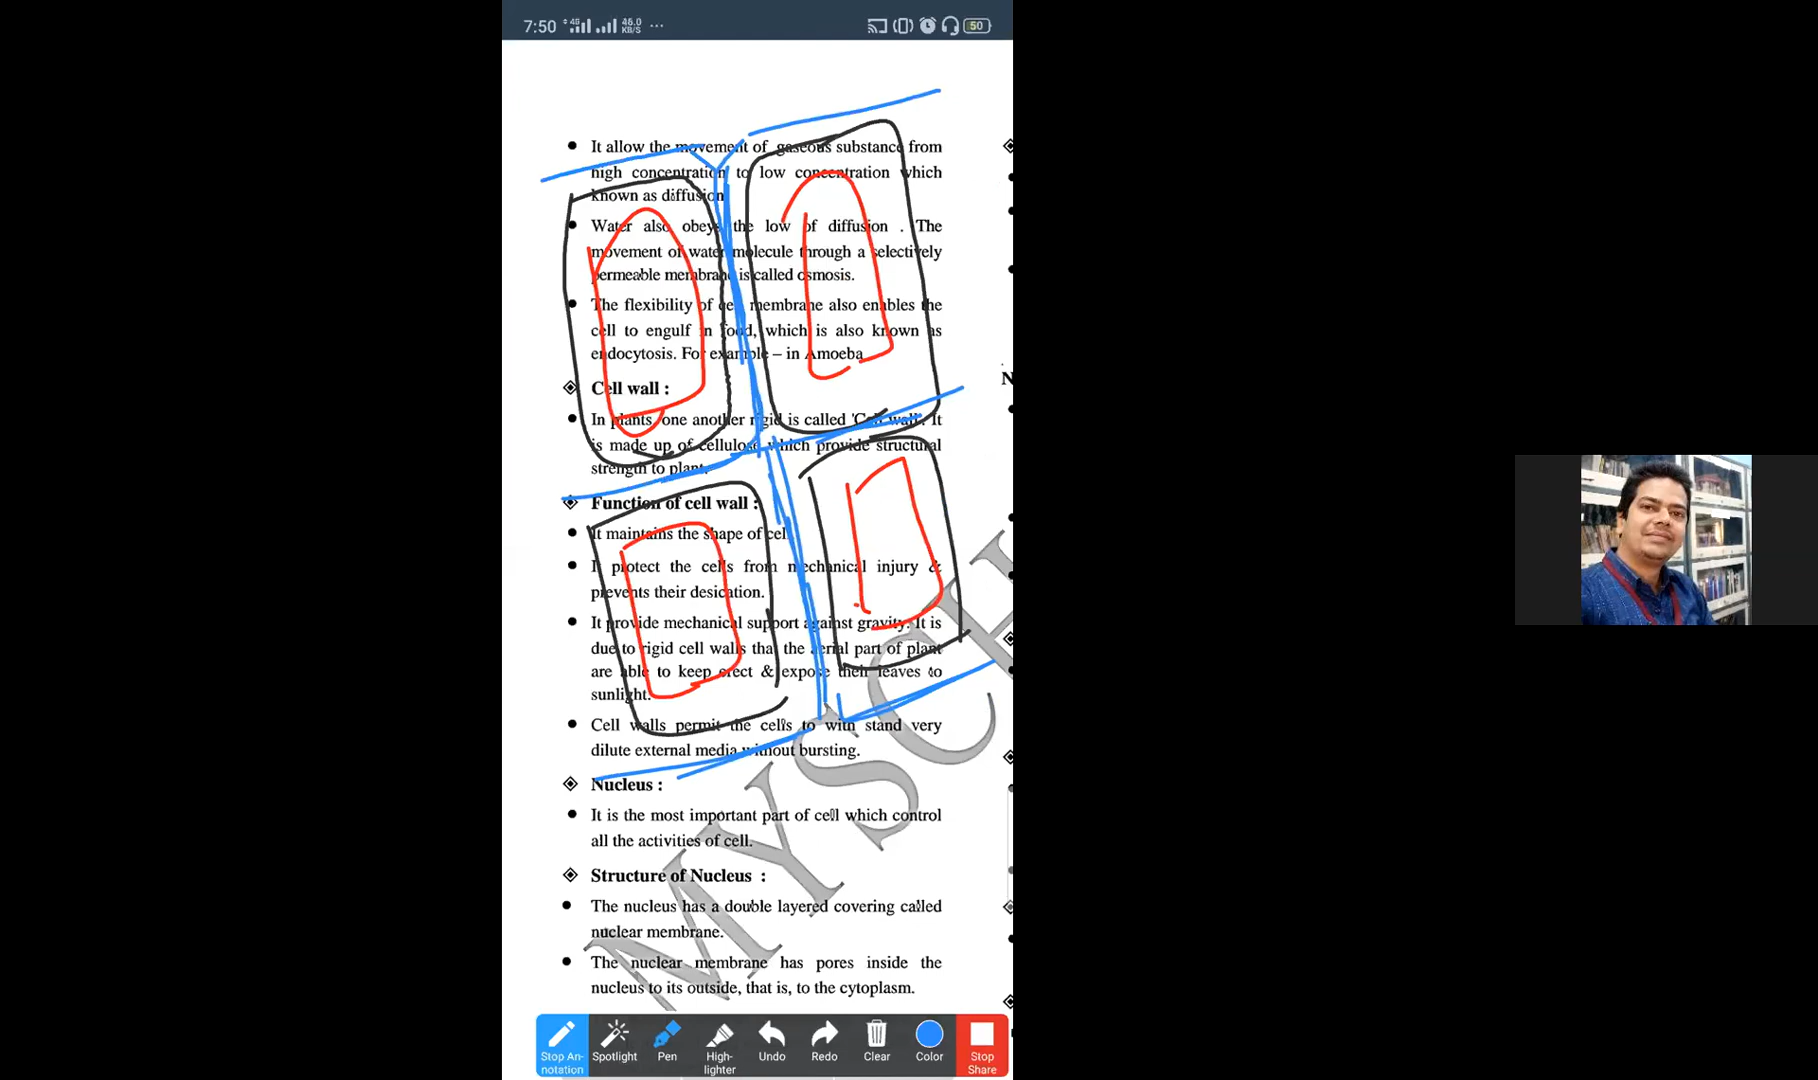 7:50 4G 46.0 KB/S ... 50
It allow the movement of gaseous substance from
high concentration to low concentration which
known as diffusion
Water also obeys the low of diffusion . The
movement of water molecule through a selectively
permeable membrane is called osmosis.
The flexibility of cell membrane also enables the
cell to engulf in food, which is also known as
endocytosis. For example – in Amoeba
Cell wall :
In plants, one another rigid is called 'Cell wall'. It
is made up of cellulose which provide structural
strength to plant.
Function of cell wall :
It maintains the shape of cell
It protect the cells from mechanical injury &
prevents their desication.
It provide mechanical support against gravity. It is
due to rigid cell walls that the aerial part of plant
are able to keep erect & expose their leaves to
sunlight.
Cell walls permit the cells to with stand very
dilute external media without bursting.
Nucleus :
It is the most important part of cell which control
all the activities of cell.
Structure of Nucleus :
The nucleus has a double layered covering called
nuclear membrane.
The nuclear membrane has pores inside the
nucleus to its outside, that is, to the cytoplasm.
N
MYSCH
Stop An-
notation
Spotlight
Pen
High-
lighter
Undo
Redo
Clear
Color
Stop
Share